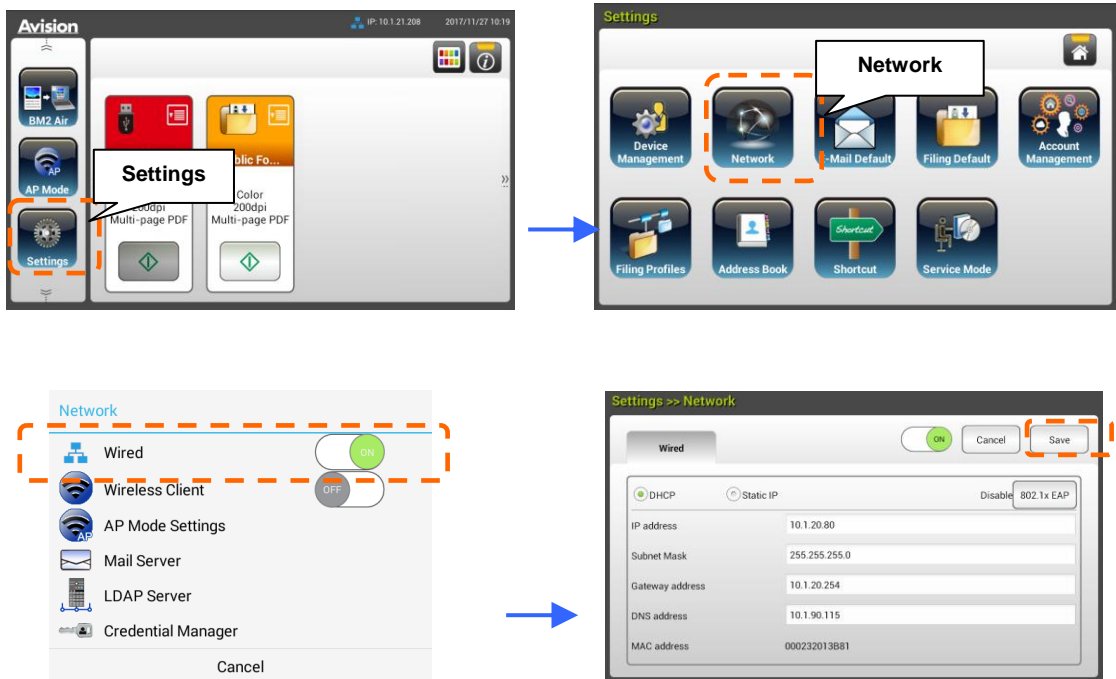 Avision
IP: 10.1.21.208
2017/11/27 10:19
BM2 Air
AP
AP Mode
Settings
Settings
blic Fo...
200dpi
Multi-page PDF
Color
200dpi
Multi-page PDF
Settings
Network
Device
Management
Network
-Mail Default
Filing Default
Account
Management
Filing Profiles
Address Book
Shortcut
Shortcut
Service Mode
Network
Wired
ON
Wireless Client
OFF
AP
AP Mode Settings
Mail Server
LDAP Server
Credential Manager
Cancel
Settings >> Network
Wired
ON
Cancel
Save
DHCP
Static IP
Disable
802.1x EAP
IP address
10.1.20.80
Subnet Mask
255.255.255.0
Gateway address
10.1.20.254
DNS address
10.1.90.115
MAC address
000232013B81